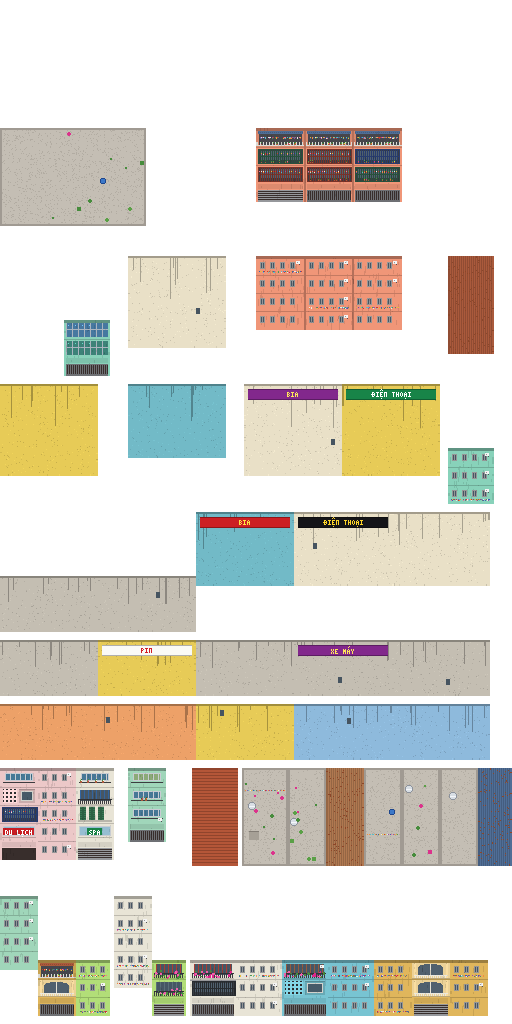 BIA
ĐIỆN THOẠI
BIA
ĐIỆN THOẠI
PIN
XE MÁY
DU LỊCH
SPA